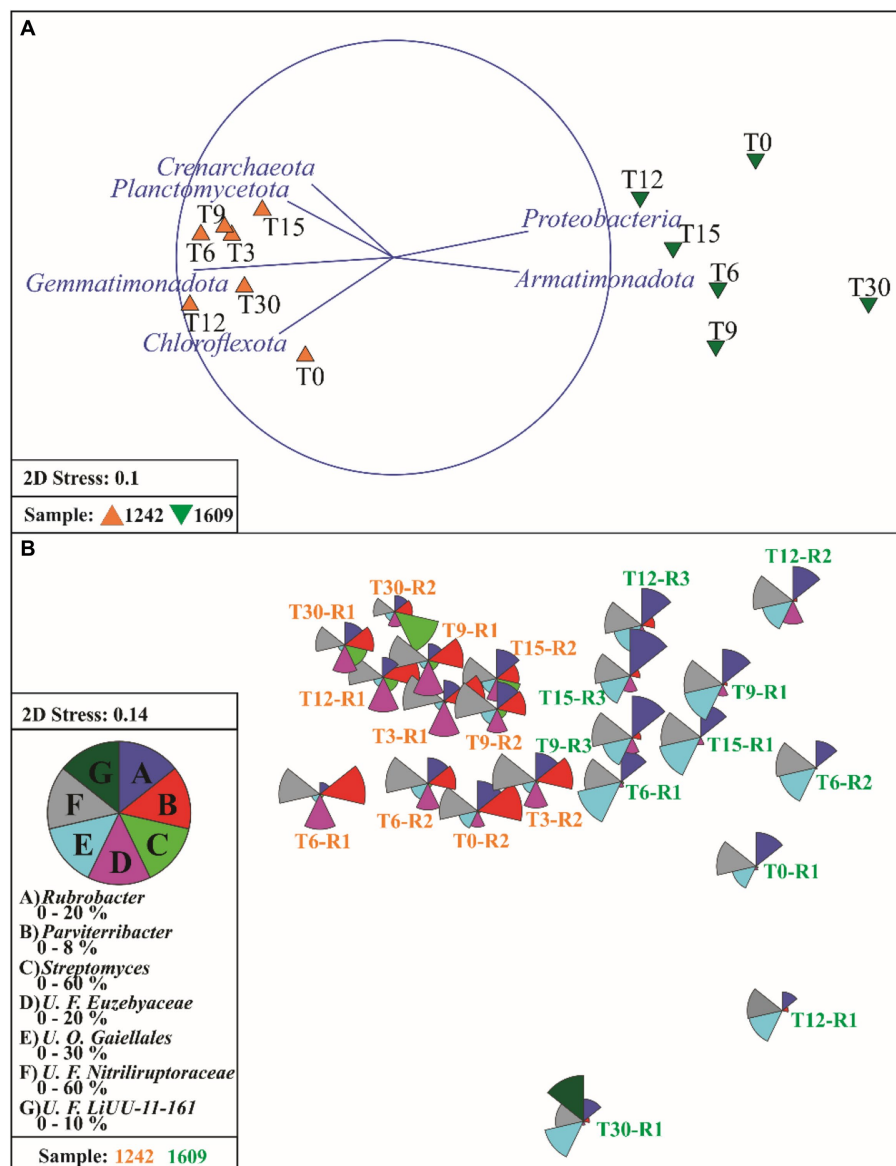 A
T0
T12
Crenarchaeota
Planctomycetota
T9
T15
Proteobacteria
T15
T6
T3
T6
Gemmatimonadota
Armatimonadota
T30
T30
T12
Chloroflexota
T9
T0
2D Stress: 0.1
Sample: 1242 1609
B
T12-R2
T30-R2
T12-R3
T30-R1
T9-R1
T15-R2
T12-R1
T15-R3
T9-R1
T3-R1
T9-R2
T9-R3
T15-R1
T6-R1
T6-R2
T6-R1
T6-R2
T0-R2
T3-R2
T0-R1
T12-R1
T30-R1
2D Stress: 0.14
G A
F B
E C
D
A) Rubrobacter
0 - 20 %
B) Parviterribacter
0 - 8 %
C) Streptomyces
0 - 60 %
D) U. F. Euzebyaceae
0 - 20 %
E) U. O. Gaiellales
0 - 30 %
F) U. F. Nitriliruptoraceae
0 - 60 %
G) U. F. LiUU-11-161
0 - 10 %
Sample: 1242 1609